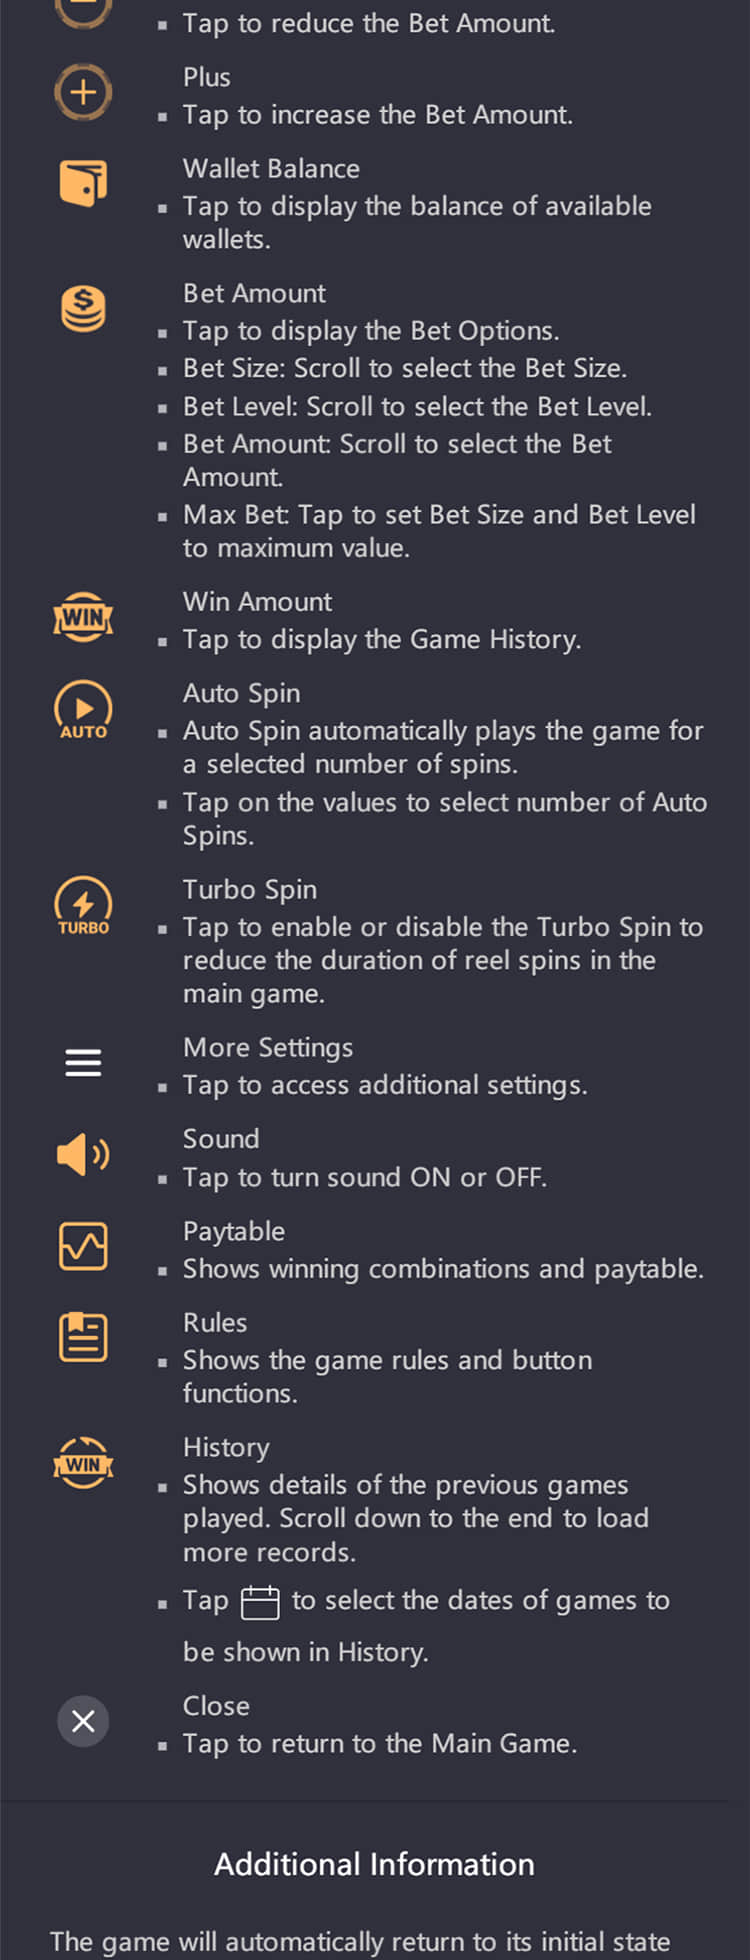 ▪ Tap to reduce the Bet Amount.
Plus
▪ Tap to increase the Bet Amount.
Wallet Balance
▪ Tap to display the balance of available
wallets.
$
Bet Amount
▪ Tap to display the Bet Options.
▪ Bet Size: Scroll to select the Bet Size.
▪ Bet Level: Scroll to select the Bet Level.
▪ Bet Amount: Scroll to select the Bet
Amount.
▪ Max Bet: Tap to set Bet Size and Bet Level
to maximum value.
WIN
Win Amount
▪ Tap to display the Game History.
AUTO
Auto Spin
▪ Auto Spin automatically plays the game for
a selected number of spins.
▪ Tap on the values to select number of Auto
Spins.
TURBO
Turbo Spin
▪ Tap to enable or disable the Turbo Spin to
reduce the duration of reel spins in the
main game.
More Settings
▪ Tap to access additional settings.
Sound
▪ Tap to turn sound ON or OFF.
Paytable
▪ Shows winning combinations and paytable.
Rules
▪ Shows the game rules and button
functions.
WIN
History
▪ Shows details of the previous games
played. Scroll down to the end to load
more records.
▪ Tap to select the dates of games to
be shown in History.
Close
▪ Tap to return to the Main Game.
Additional Information
The game will automatically return to its initial state